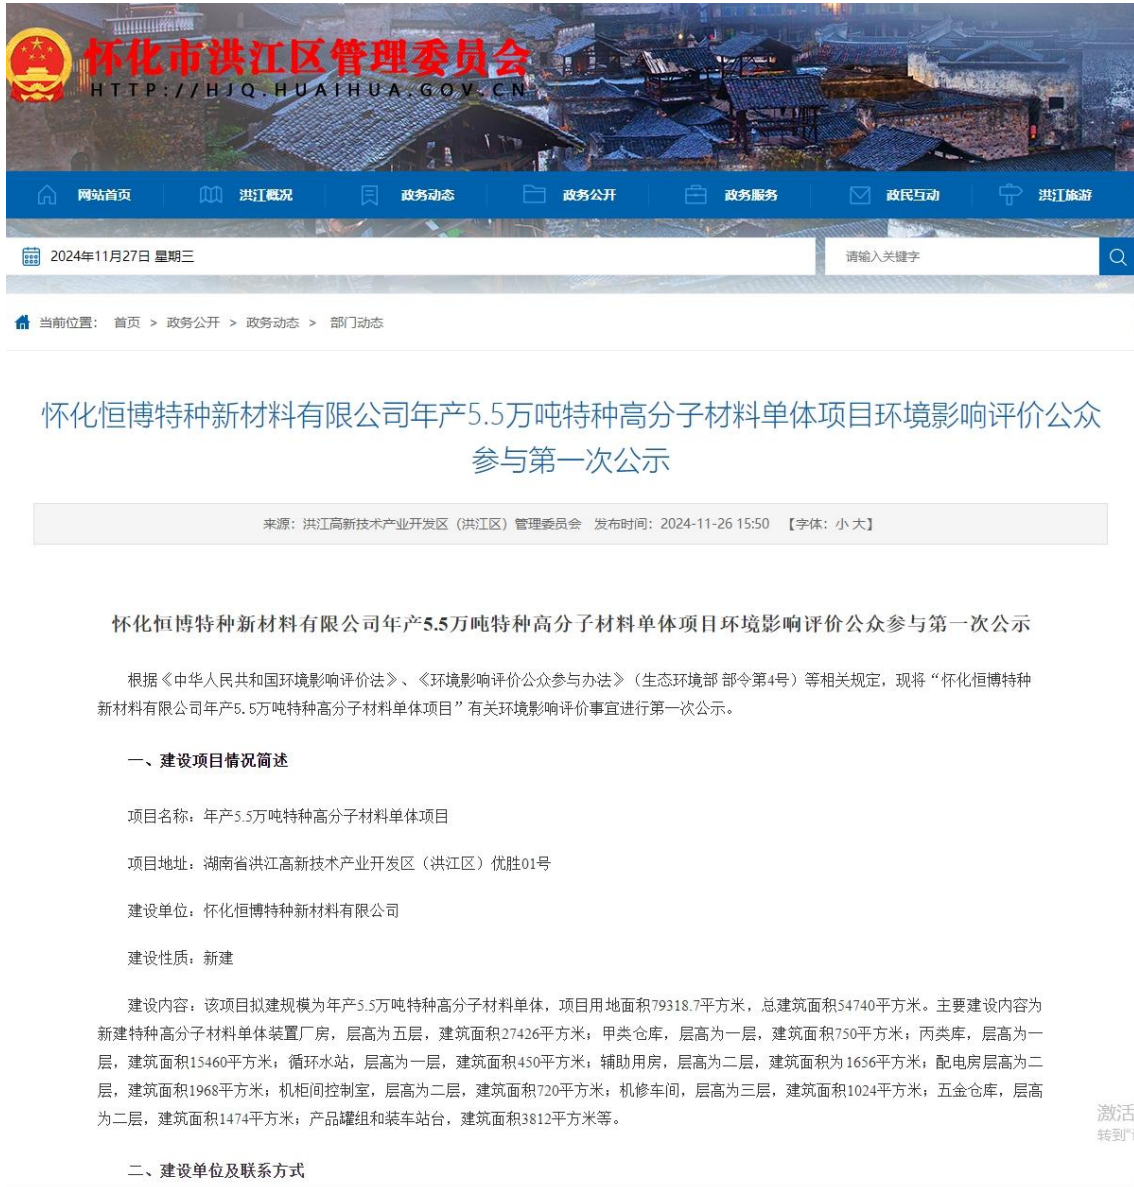 怀化市洪江区管理委员会
HTTP://HJQ.HUAIHUA.GOV.CN
网站首页 洪江概况 政务动态 政务公开 政务服务 政民互动 洪江旅游
2024年11月27日 星期三 请输入关键字
当前位置： 首页 > 政务公开 > 政务动态 > 部门动态
怀化恒博特种新材料有限公司年产5.5万吨特种高分子材料单体项目环境影响评价公众
参与第一次公示
来源：洪江高新技术产业开发区（洪江区）管理委员会 发布时间：2024-11-26 15:50 【字体：小 大】
怀化恒博特种新材料有限公司年产5.5万吨特种高分子材料单体项目环境影响评价公众参与第一次公示
根据《中华人民共和国环境影响评价法》、《环境影响评价公众参与办法》（生态环境部 部令第4号）等相关规定，现将“怀化恒博特种
新材料有限公司年产5.5万吨特种高分子材料单体项目”有关环境影响评价事宜进行第一次公示。
一、建设项目情况简述
项目名称：年产5.5万吨特种高分子材料单体项目
项目地址：湖南省洪江高新技术产业开发区（洪江区）优胜01号
建设单位：怀化恒博特种新材料有限公司
建设性质：新建
建设内容：该项目拟建规模为年产5.5万吨特种高分子材料单体，项目用地面积79318.7平方米，总建筑面积54740平方米。主要建设内容为
新建特种高分子材料单体装置厂房，层高为五层，建筑面积27426平方米；甲类仓库，层高为一层，建筑面积750平方米；丙类库，层高为一
层，建筑面积15460平方米；循环水站，层高为一层，建筑面积450平方米；辅助用房，层高为二层，建筑面积为1656平方米；配电房层高为二
层，建筑面积1968平方米；机柜间控制室，层高为二层，建筑面积720平方米；机修车间，层高为三层，建筑面积1024平方米；五金仓库，层高
为二层，建筑面积1474平方米；产品罐组和装车站台，建筑面积3812平方米等。
激活
转到"
二、建设单位及联系方式